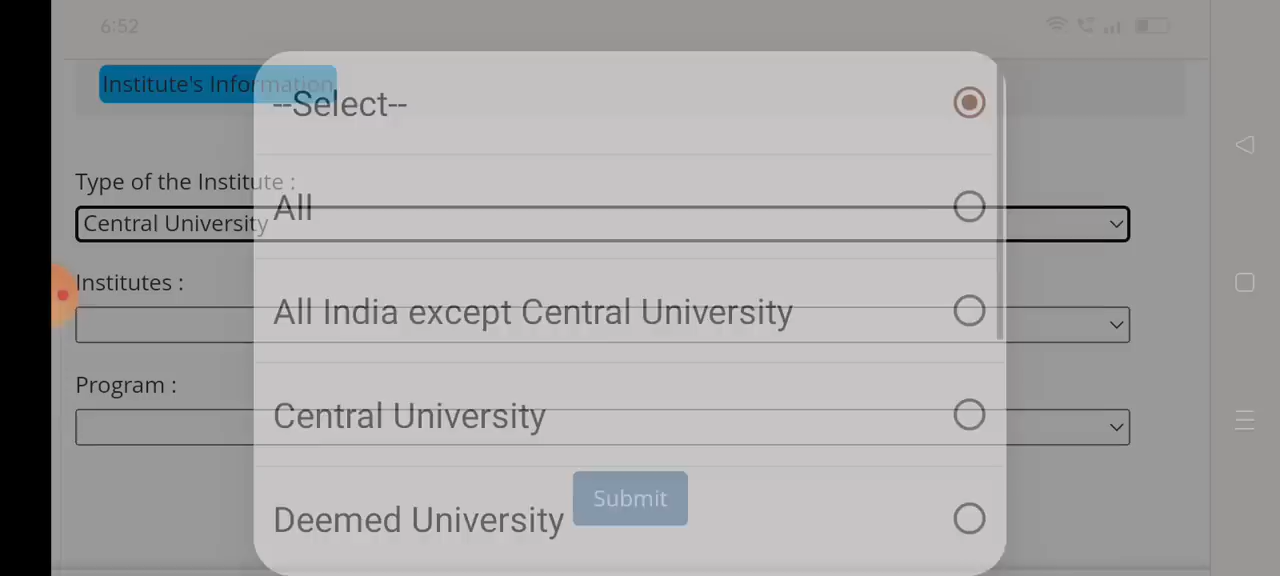 6:52
Institute's Information
--Select--
Type of the Institute :
All
Central University
Institutes :
All India except Central University
Program :
Central University
Submit
Deemed University